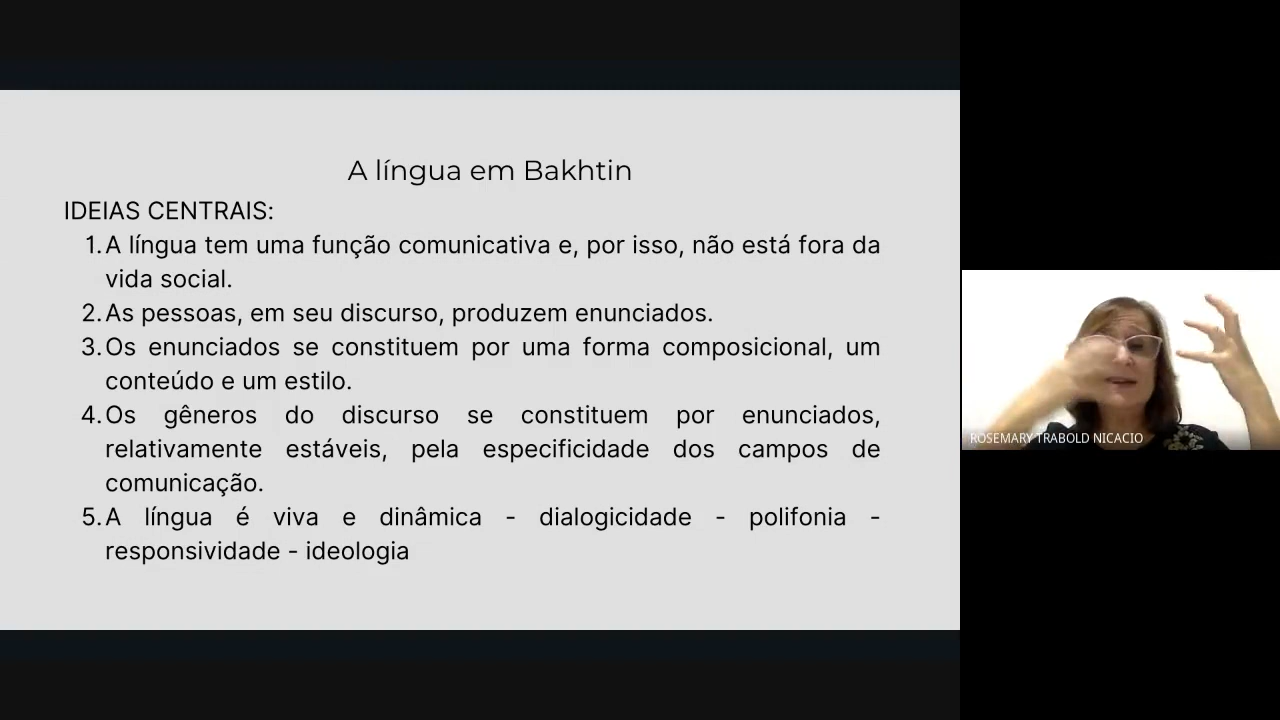 A língua em Bakhtin
IDEIAS CENTRAIS:
1. A língua tem uma função comunicativa e, por isso, não está fora da
vida social.
2. As pessoas, em seu discurso, produzem enunciados.
3. Os enunciados se constituem por uma forma composicional, um
conteúdo e um estilo.
4. Os gêneros do discurso se constituem por enunciados,
relativamente estáveis, pela especificidade dos campos de
comunicação.
5. A língua é viva e dinâmica - dialogicidade - polifonia -
responsividade - ideologia
ROSEMARY TRABOLD NICACIO